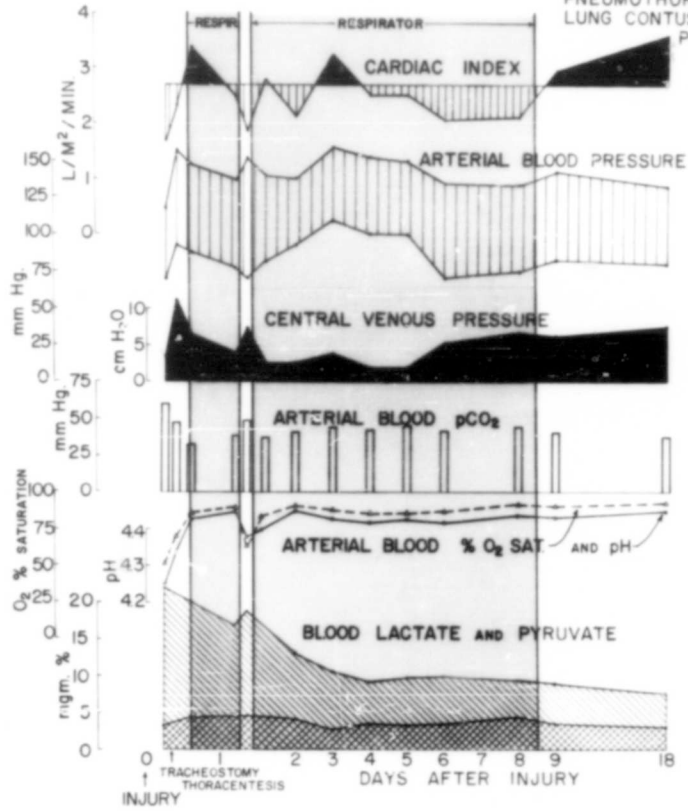 PNEUMOTHOR
LUNG CONTUS
P
RESPIR.
RESPIRATOR
CARDIAC INDEX
4
3
2
1
0
L/M²/MIN
ARTERIAL BLOOD PRESSURE
150
125
100
75
50
25
0
mm Hg.
CENTRAL VENOUS PRESSURE
10
5
0
cm H2O
ARTERIAL BLOOD pCO2
75
50
25
0
mm Hg.
100
75
50
25
0
O2 % SATURATION
44
43
42
pH
ARTERIAL BLOOD % O2 SAT. AND pH
BLOOD LACTATE AND PYRUVATE
20
15
10
5
0
mgm. %
0 1 2 3 4 5 6 7 8 9 18
TRACHEOSTOMY
THORACENTESIS
DAYS AFTER INJURY
INJURY